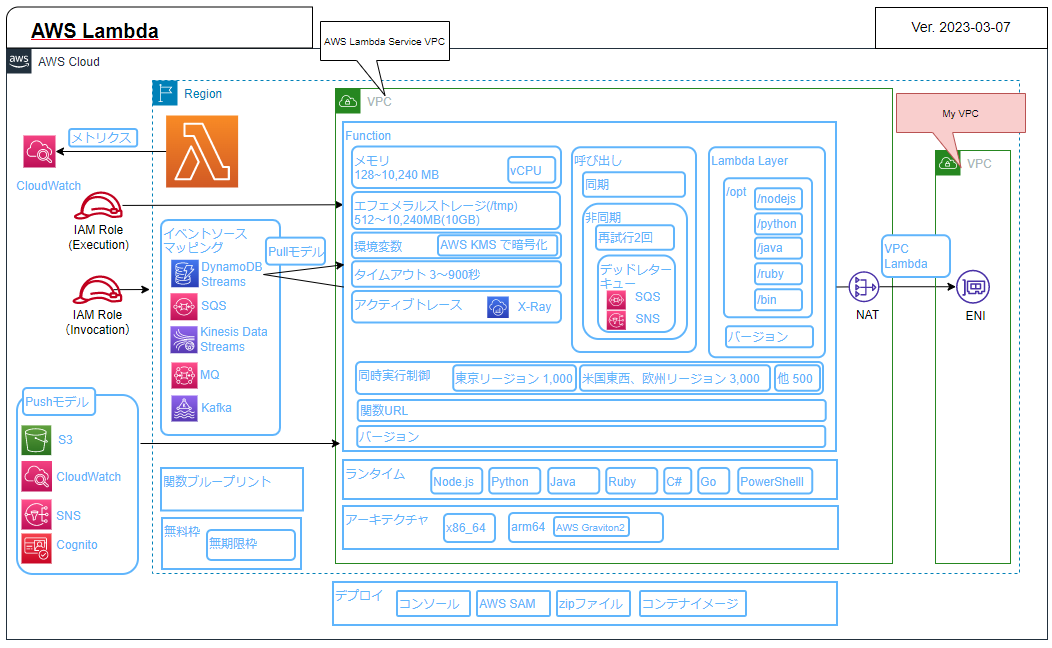 AWS Lambda
AWS Lambda Service VPC
Ver. 2023-03-07
aws
AWS Cloud
Region
VPC
My VPC
VPC
メトリクス
CloudWatch
IAM Role
(Execution)
IAM Role
(Invocation)
イベントソース
マッピング
Pullモデル
DynamoDB
Streams
SQS
Kinesis Data
Streams
MQ
Kafka
Pushモデル
S3
CloudWatch
SNS
Cognito
関数ブループリント
無料枠
無期限枠
Function
メモリ
128~10,240 MB
vCPU
エフェメラルストレージ(/tmp)
512～10,240MB(10GB)
環境変数
AWS KMS で暗号化
タイムアウト 3～900秒
アクティブトレース
X-Ray
呼び出し
同期
非同期
再試行2回
デッドレター
キュー
SQS
SNS
Lambda Layer
/opt
/nodejs
/python
/java
/ruby
/bin
バージョン
同時実行制御
東京リージョン 1,000
米国東西、欧州リージョン 3,000
他 500
関数URL
バージョン
ランタイム
Node.js
Python
Java
Ruby
C#
Go
PowerShelll
アーキテクチャ
x86_64
arm64
AWS Graviton2
VPC
Lambda
NAT
ENI
デプロイ
コンソール
AWS SAM
zipファイル
コンテナイメージ